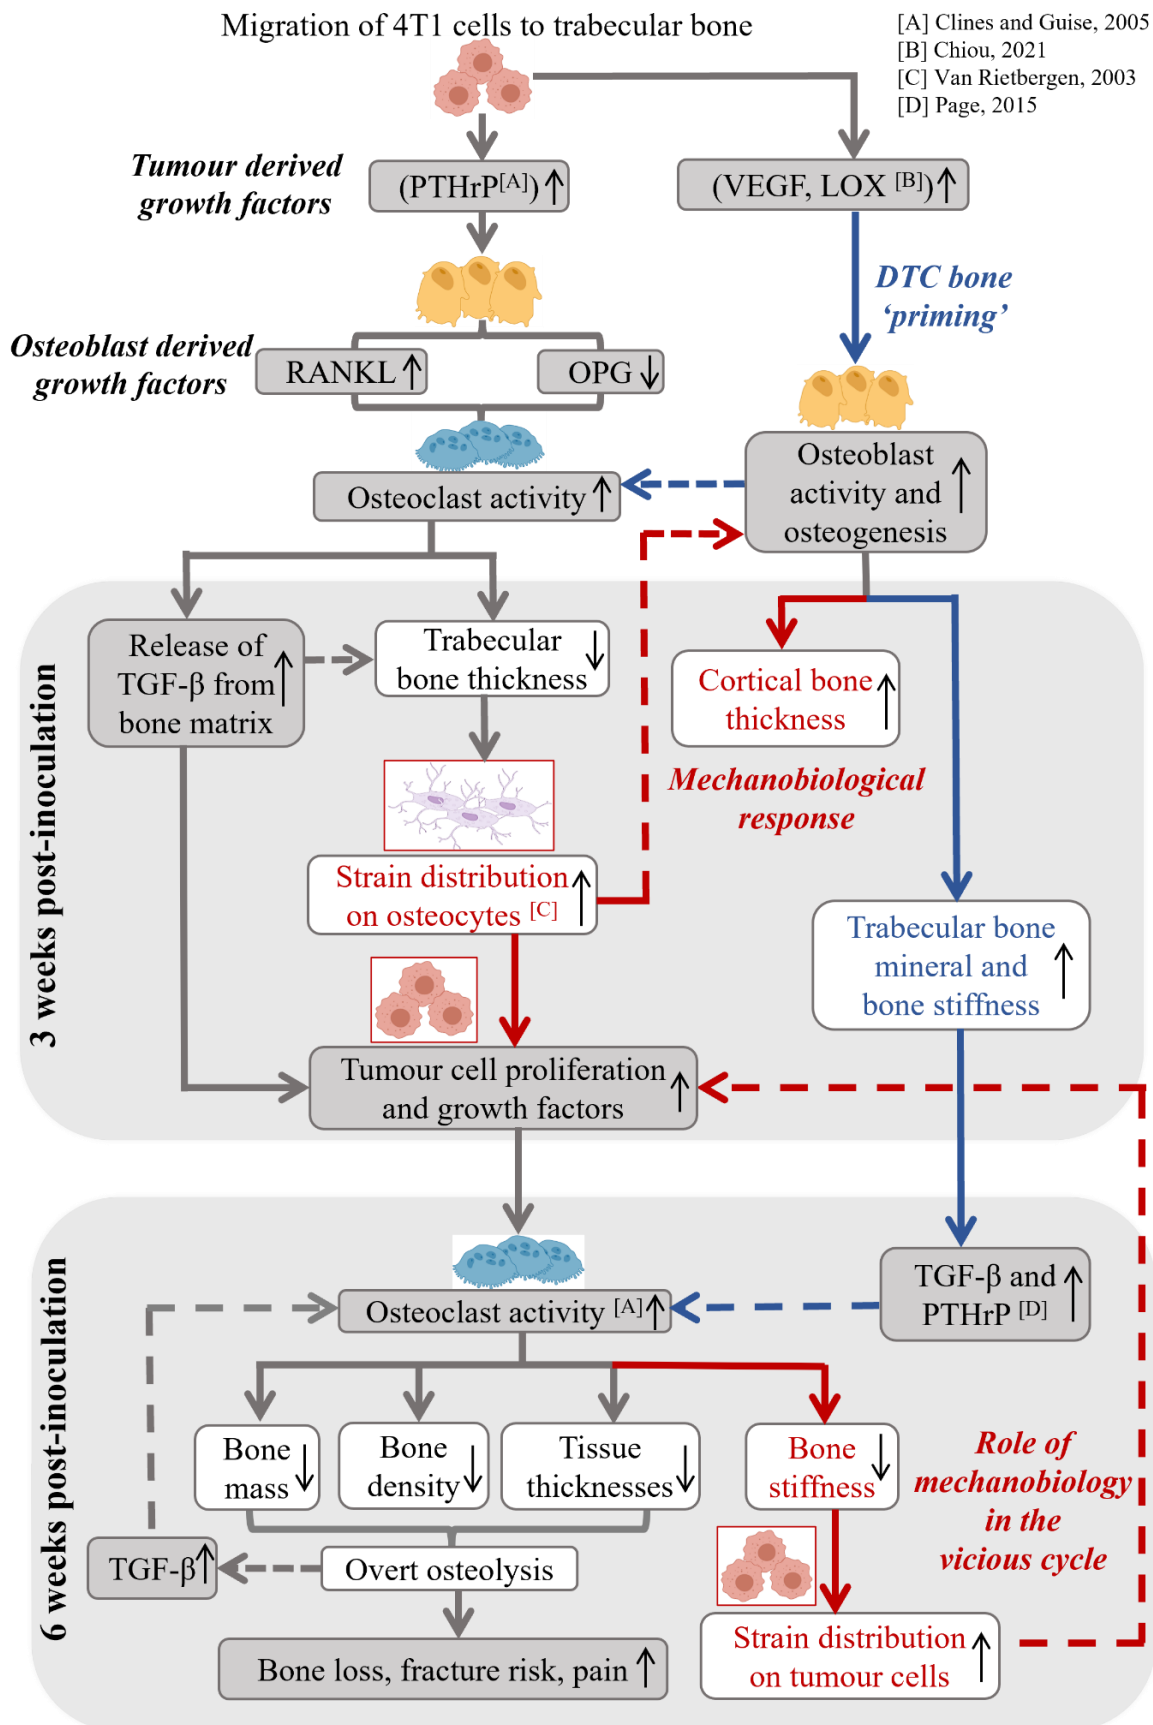 Migration of 4T1 cells to trabecular bone
[A] Clines and Guise, 2005
[B] Chiou, 2021
[C] Van Rietbergen, 2003
[D] Page, 2015
Tumour derived
growth factors
(PTHrP[A])
(VEGF, LOX [B])
DTC bone
‘priming’
Osteoblast derived
growth factors
RANKL
OPG
Osteoclast activity
Osteoblast
activity and
osteogenesis
3 weeks post-inoculation
Release of
TGF-β from
bone matrix
Trabecular
bone thickness
Cortical bone
thickness
Mechanobiological
response
Strain distribution
on osteocytes [C]
Trabecular bone
mineral and
bone stiffness
Tumour cell proliferation
and growth factors
6 weeks post-inoculation
Osteoclast activity [A]
TGF-β and
PTHrP [D]
Bone
mass
Bone
density
Tissue
thicknesses
Bone
stiffness
Role of
mechanobiology
in the
vicious cycle
TGF-β
Overt osteolysis
Bone loss, fracture risk, pain
Strain distribution
on tumour cells